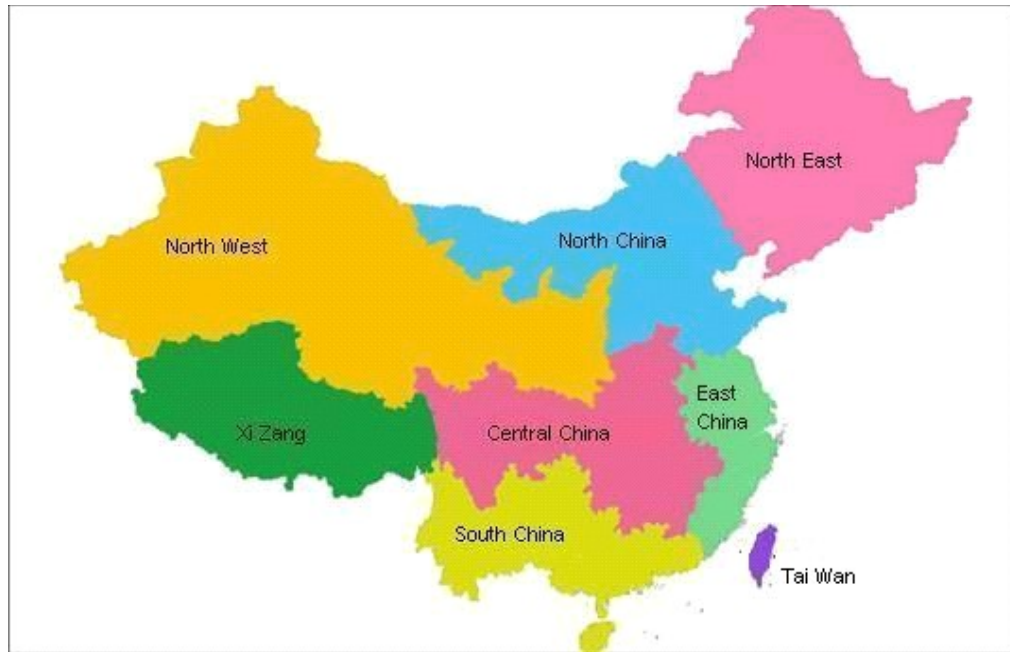 North East
North China
North West
East
China
Xi Zang
Central China
South China
Tai Wan